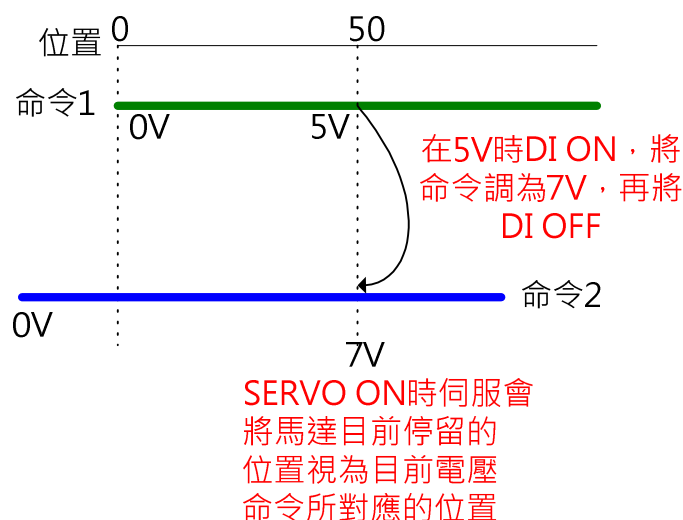 位置 0 50
命令1
0V 5V
在5V時DI ON，將
命令調為7V，再將
DI OFF
命令2
0V
7V
SERVO ON時伺服會
將馬達目前停留的
位置視為目前電壓
命令所對應的位置